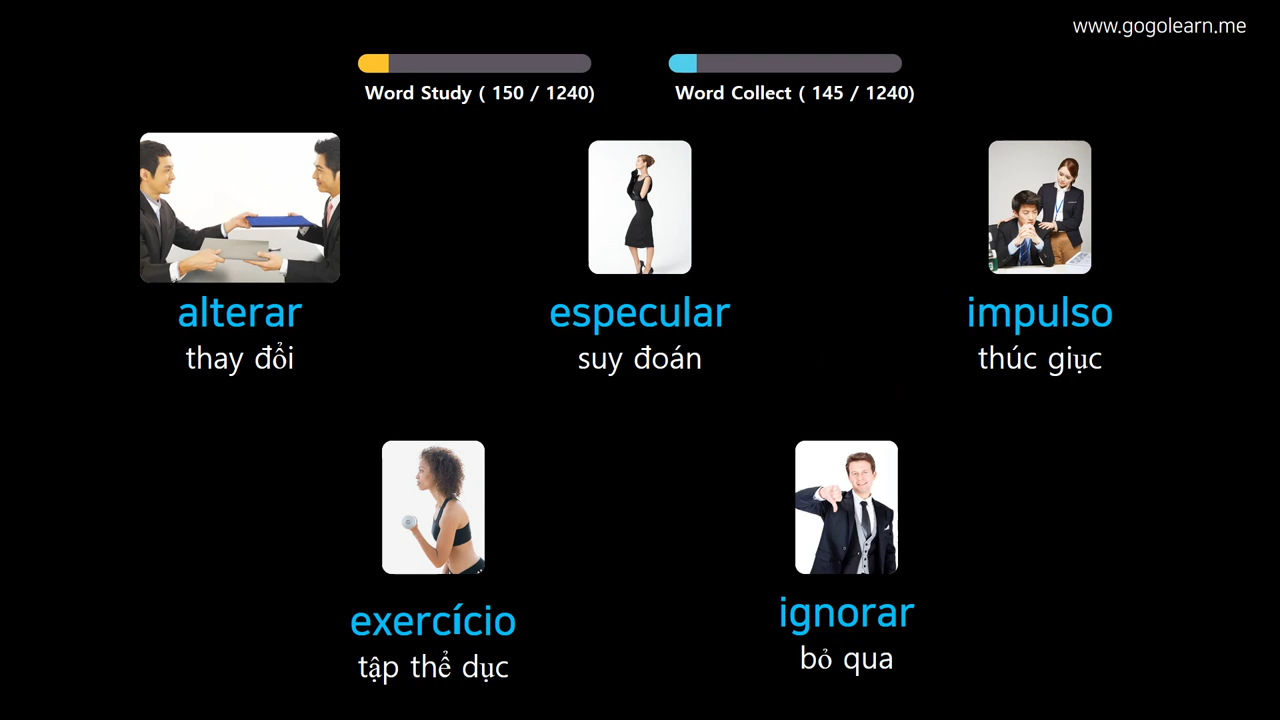 www.gogolearn.me
Word Study ( 150 / 1240)
Word Collect ( 145 / 1240)
alterar
thay đổi
especular
suy đoán
impulso
thúc giục
exercício
tập thể dục
ignorar
bỏ qua